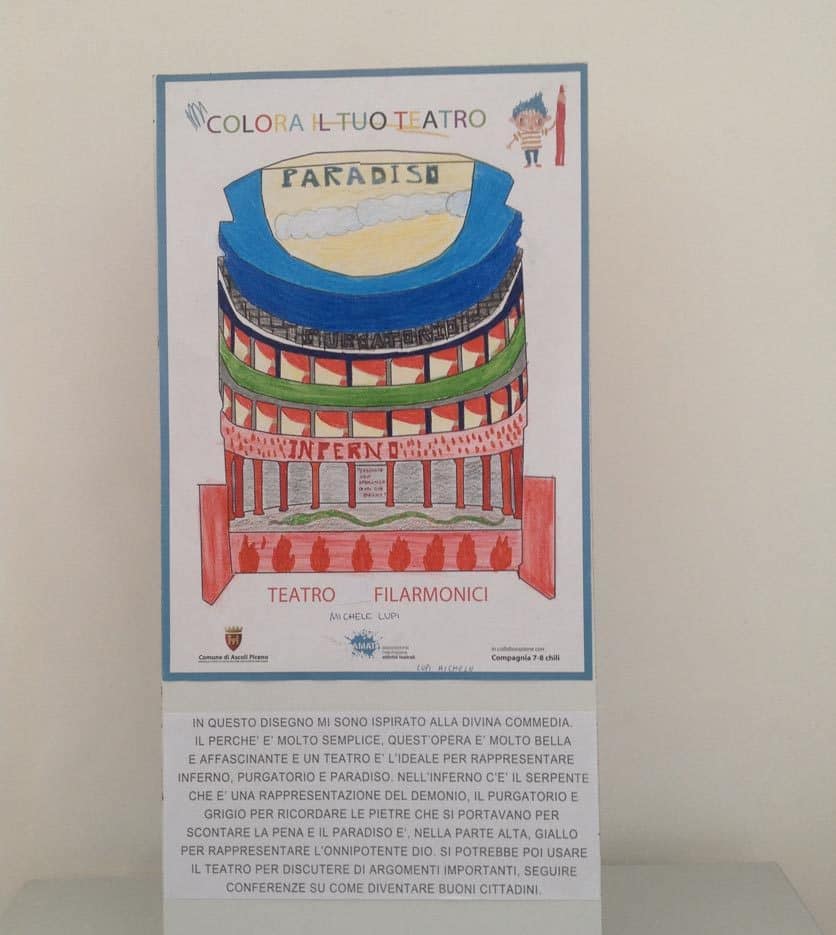 COLORA IL TUO TEATRO
PARADISO
PURGATORIO
INFERNO
TEATRO FILARMONICI
MICHELE LUPI
Comune di Ascoli Piceno
AMAT
in collaborazione con
Compagnia 7-8 chili
LUPI MICHELE
IN QUESTO DISEGNO MI SONO ISPIRATO ALLA DIVINA COMMEDIA.
IL PERCHE' E' MOLTO SEMPLICE, QUEST'OPERA E' MOLTO BELLA
E AFFASCINANTE E UN TEATRO E' L'IDEALE PER RAPPRESENTARE
INFERNO, PURGATORIO E PARADISO. NELL'INFERNO C'E' IL SERPENTE
CHE E' UNA RAPPRESENTAZIONE DEL DEMONIO, IL PURGATORIO E
GRIGIO PER RICORDARE LE PIETRE CHE SI PORTAVANO PER
SCONTARE LA PENA E IL PARADISO E', NELLA PARTE ALTA, GIALLO
PER RAPPRESENTARE L'ONNIPOTENTE DIO. SI POTREBBE POI USARE
IL TEATRO PER DISCUTERE DI ARGOMENTI IMPORTANTI, SEGUIRE
CONFERENZE SU COME DIVENTARE BUONI CITTADINI.